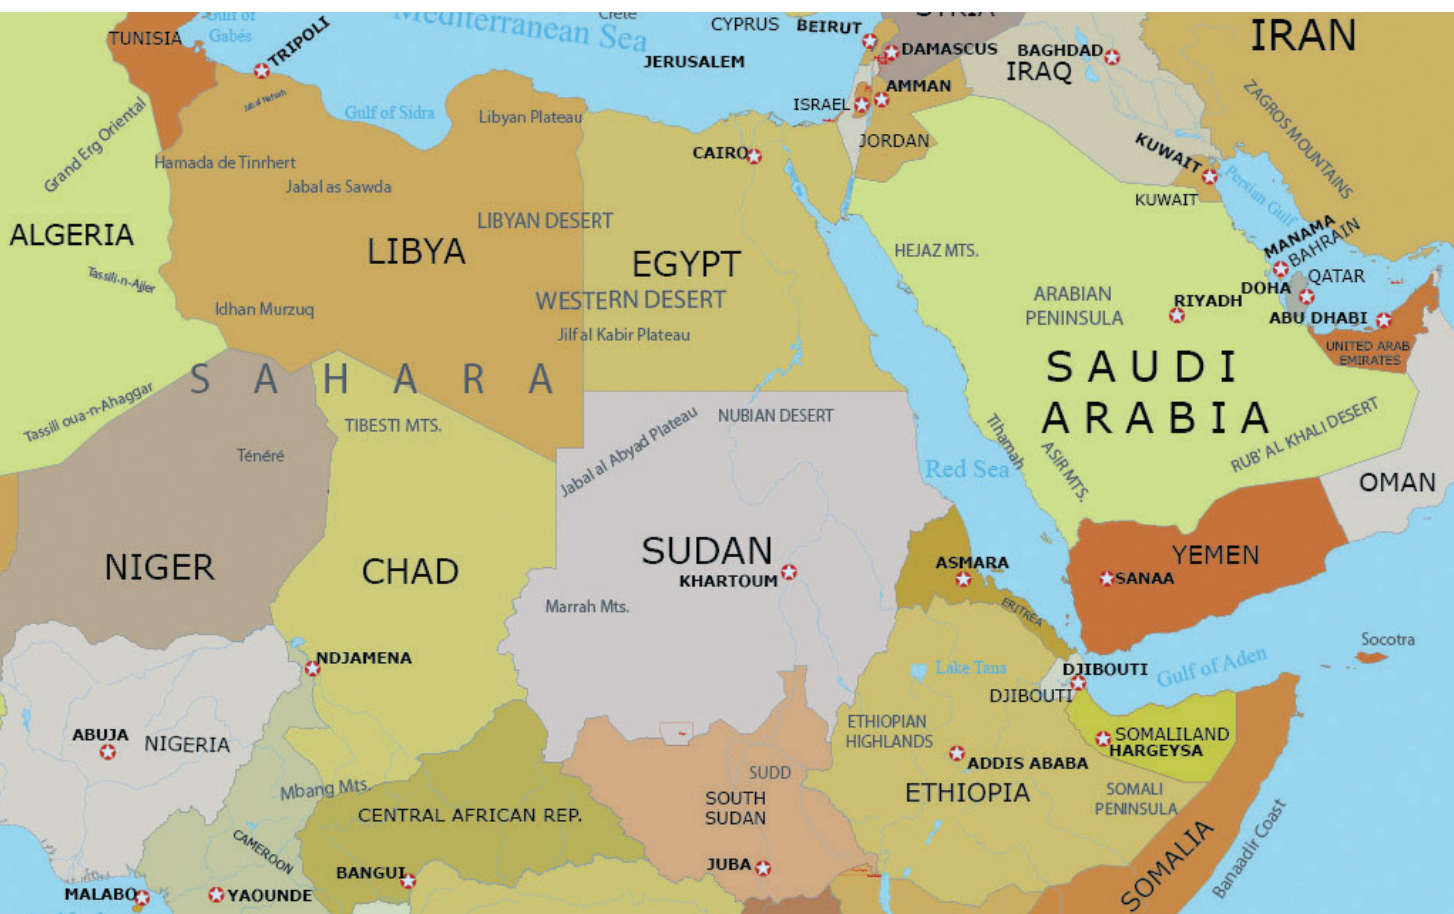 Gulf of
Gabès
TUNISIA
TRIPOLI
Mediterranean Sea
Crete
CYPRUS
BEIRUT
SYRIA
DAMASCUS
BAGHDAD
IRAQ
IRAN
JERUSALEM
AMMAN
ISRAEL
JORDAN
ZAGROS MOUNTAINS
Grand Erg Oriental
Gulf of Sidra
Libyan Plateau
CAIRO
KUWAIT
KUWAIT
Persian Gulf
Hamada de Tinrhert
Jabal as Sawda
LIBYAN DESERT
ALGERIA
LIBYA
EGYPT
HEJAZ MTS.
MANAMA
BAHRAIN
QATAR
DOHA
Tassili-n-Ajjer
Idhan Murzuq
WESTERN DESERT
ARABIAN
PENINSULA
RIYADH
ABU DHABI
Jilf al Kabir Plateau
UNITED ARAB
EMIRATES
SAHARA
SAUDI
ARABIA
Tassili oua-n-Ahaggar
TIBESTI MTS.
Jabal al Abyad Plateau
NUBIAN DESERT
Tihamah
ASIR MTS.
RUB' AL KHALI DESERT
Ténéré
Red Sea
OMAN
NIGER
CHAD
SUDAN
KHARTOUM
ASMARA
YEMEN
SANAA
Marrah Mts.
ERITREA
Socotra
NDJAMENA
Lake Tana
DJIBOUTI
DJIBOUTI
Gulf of Aden
ABUJA
NIGERIA
ETHIOPIAN
HIGHLANDS
SOMALILAND
HARGEYSA
ADDIS ABABA
SUDD
Mbang Mts.
ETHIOPIA
SOMALI
PENINSULA
SOUTH
SUDAN
CENTRAL AFRICAN REP.
CAMEROON
BANGUI
JUBA
SOMALIA
Banaadir Coast
MALABO
YAOUNDE